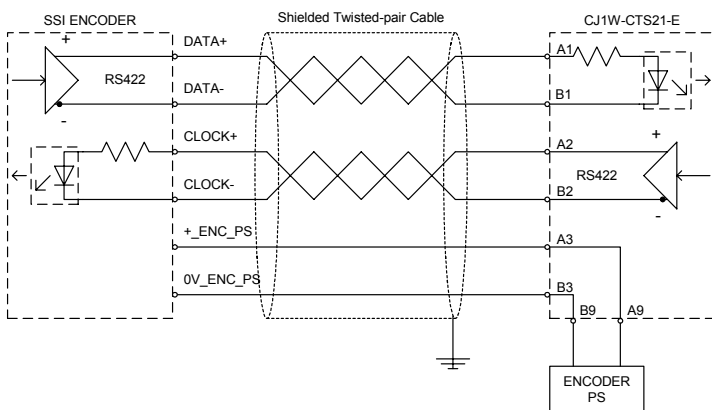 SSI ENCODER
Shielded Twisted-pair Cable
CJ1W-CTS21-E
+
RS422
-
DATA+
DATA-
CLOCK+
CLOCK-
+_ENC_PS
0V_ENC_PS
A1
B1
A2
B2
+
RS422
-
A3
B3
B9
A9
ENCODER
PS